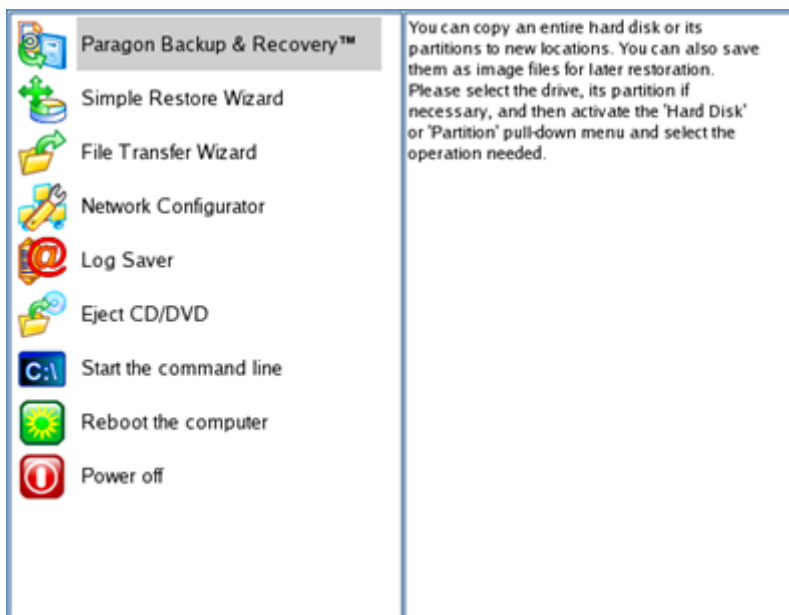 Paragon Backup & Recovery™
Simple Restore Wizard
File Transfer Wizard
Network Configurator
Log Saver
Eject CD/DVD
C:\
Start the command line
Reboot the computer
Power off
You can copy an entire hard disk or its
partitions to new locations. You can also save
them as image files for later restoration.
Please select the drive, its partition if
necessary, and then activate the 'Hard Disk'
or 'Partition' pull-down menu and select the
operation needed.